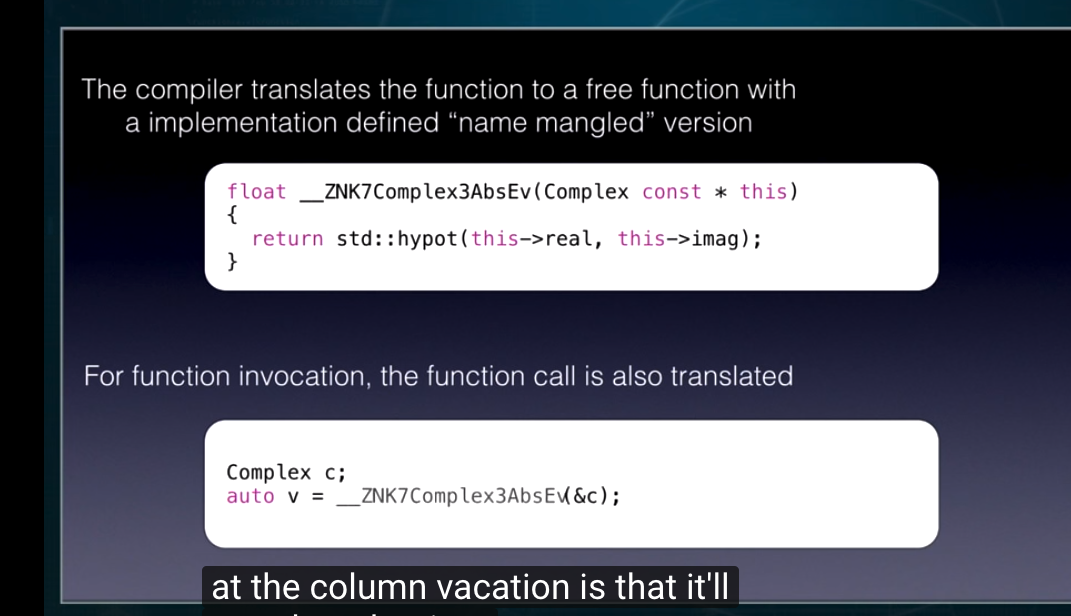 The compiler translates the function to a free function with
a implementation defined “name mangled” version
float __ZNK7Complex3AbsEv(Complex const * this)
{
return std::hypot(this->real, this->imag);
}
For function invocation, the function call is also translated
Complex c;
auto v = __ZNK7Complex3AbsEv(&c);
at the column vacation is that it'll